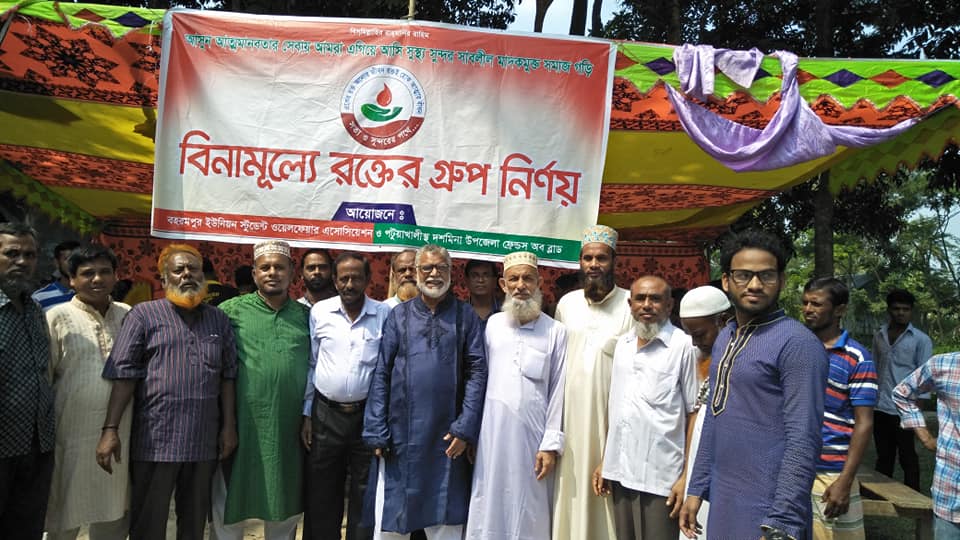 বিসমিল্লাহির রাহমানির রাহিম
আসুন আত্মমানবতার সেবায় আমরা এগিয়ে আসি সুস্থ্য সুন্দর সাবলীল মাদকমুক্ত সমাজ গড়ি
সত্য ও সুন্দরের পথে...
বিনামূল্যে রক্তের গ্রুপ নির্ণয়
আয়োজনে ঃ
বহরমপুর ইউনিয়ন স্টুডেন্ট ওয়েলফেয়ার এসোসিয়েশন ও পটুয়াখালীস্থ দশমিনা উপজেলা ফ্রেন্ডস অব ব্লাড